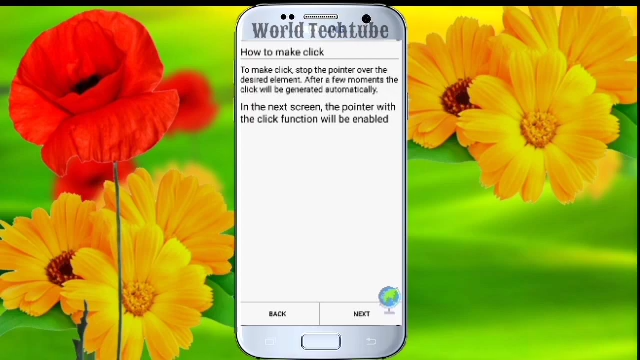 World Techtube
How to make click
To make click, stop the pointer over the
desired element. After a few moments the
click will be generated automatically.
In the next screen, the pointer with
the click function will be enabled
BACK NEXT